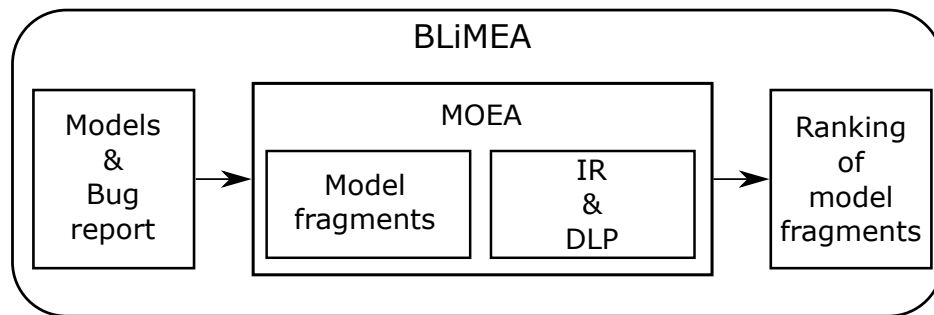 BLiMEA
Models
&
Bug
report
MOEA
Model
fragments
IR
&
DLP
Ranking
of
model
fragments